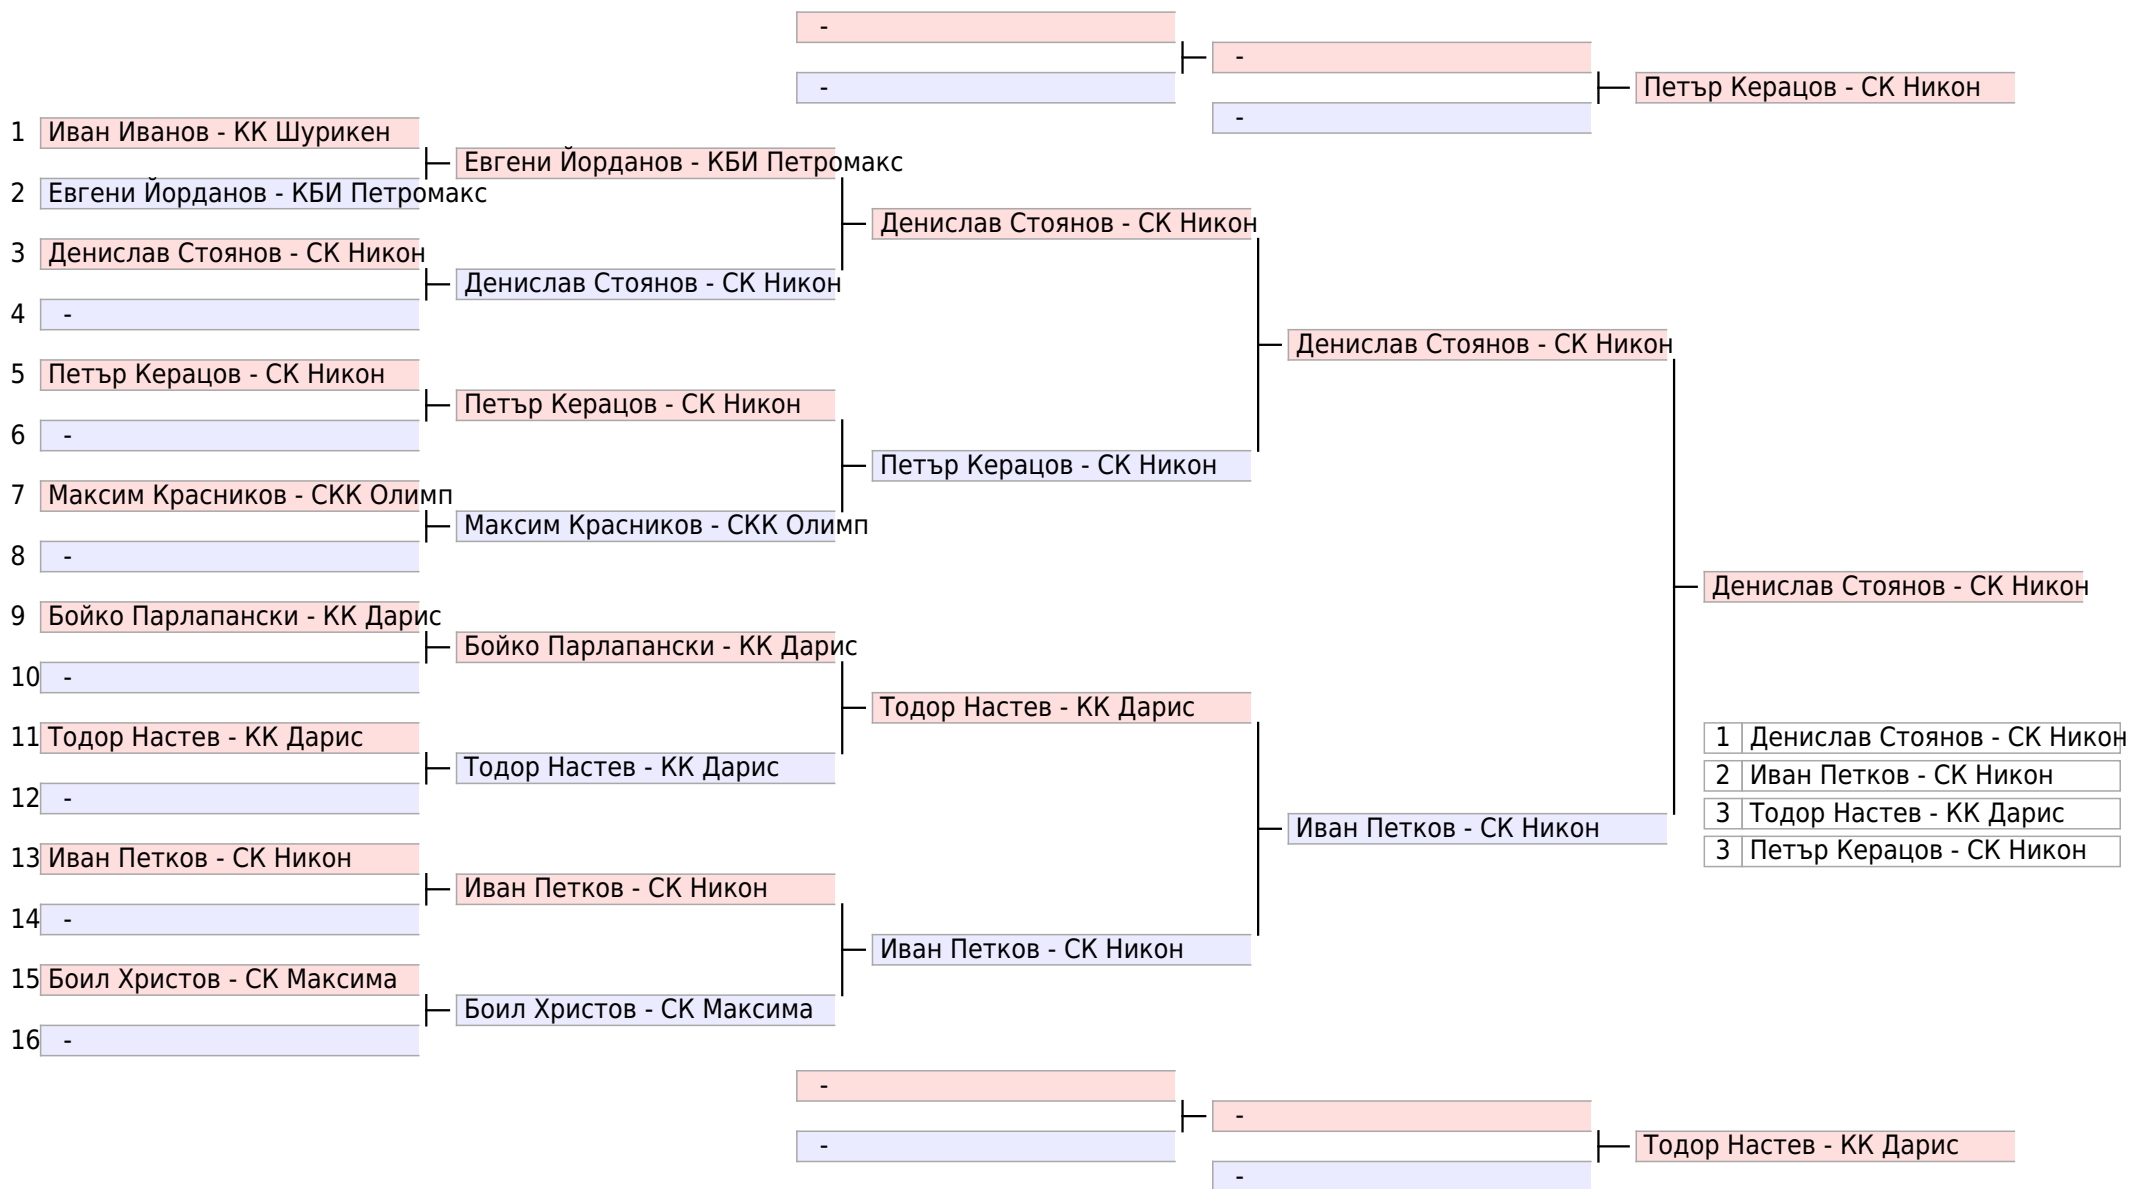 -
-
-
-
Петър Керацов - СК Никон
1 Иван Иванов - КК Шурикен
2 Евгени Йорданов - КБИ Петромакс
3 Денислав Стоянов - СК Никон
4 -
5 Петър Керацов - СК Никон
6 -
7 Максим Красников - СКК Олимп
8 -
9 Бойко Парлапански - КК Дарис
10 -
11 Тодор Настев - КК Дарис
12 -
13 Иван Петков - СК Никон
14 -
15 Боил Христов - СК Максима
16 -
Евгени Йорданов - КБИ Петромакс
Денислав Стоянов - СК Никон
Петър Керацов - СК Никон
Максим Красников - СКК Олимп
Бойко Парлапански - КК Дарис
Тодор Настев - КК Дарис
Иван Петков - СК Никон
Боил Христов - СК Максима
Денислав Стоянов - СК Никон
Петър Керацов - СК Никон
Тодор Настев - КК Дарис
Иван Петков - СК Никон
Денислав Стоянов - СК Никон
Иван Петков - СК Никон
Денислав Стоянов - СК Никон
1 Денислав Стоянов - СК Никон
2 Иван Петков - СК Никон
3 Тодор Настев - КК Дарис
3 Петър Керацов - СК Никон
-
-
-
-
Тодор Настев - КК Дарис